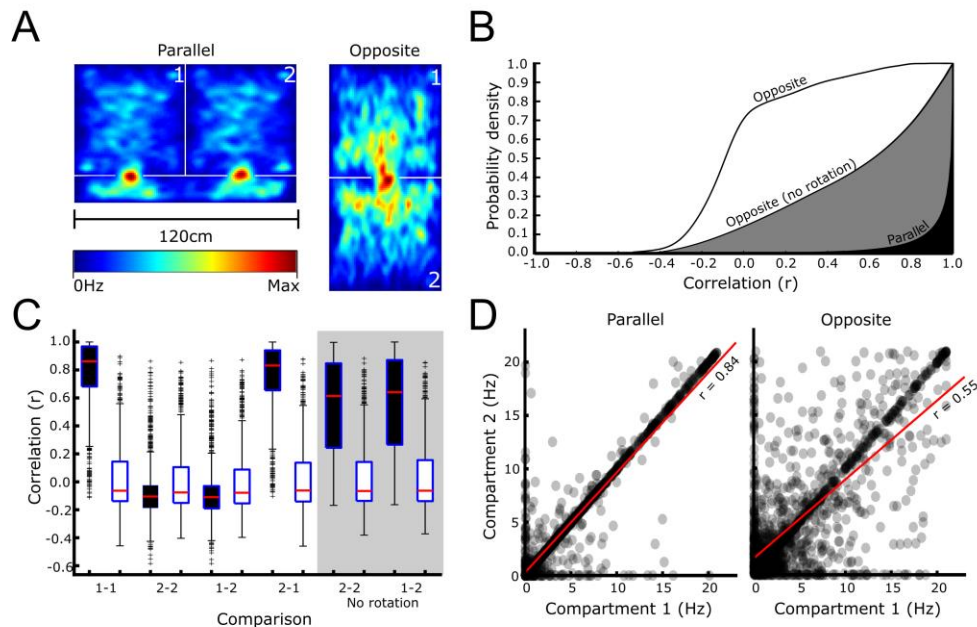 A
Parallel
Opposite
1
2
1
2
120cm
0Hz
Max
B
Probability density
1.0
0.9
0.8
0.7
0.6
0.5
0.4
0.3
0.2
0.1
0.0
Opposite
Opposite (no rotation)
Parallel
-1.0 -0.8 -0.6 -0.4 -0.2 0.0 0.2 0.4 0.6 0.8 1.0
Correlation (r)
C
Correlation (r)
1.0
0.8
0.6
0.4
0.2
0.0
-0.2
-0.4
-0.6
1-1 2-2 1-2 2-1 2-2 1-2
No rotation
Comparison
D
Parallel
Opposite
Compartment 2 (Hz)
20
15
10
5
0
r = 0.84
r = 0.55
0 5 10 15 20
0 5 10 15 20
Compartment 1 (Hz)
Compartment 1 (Hz)